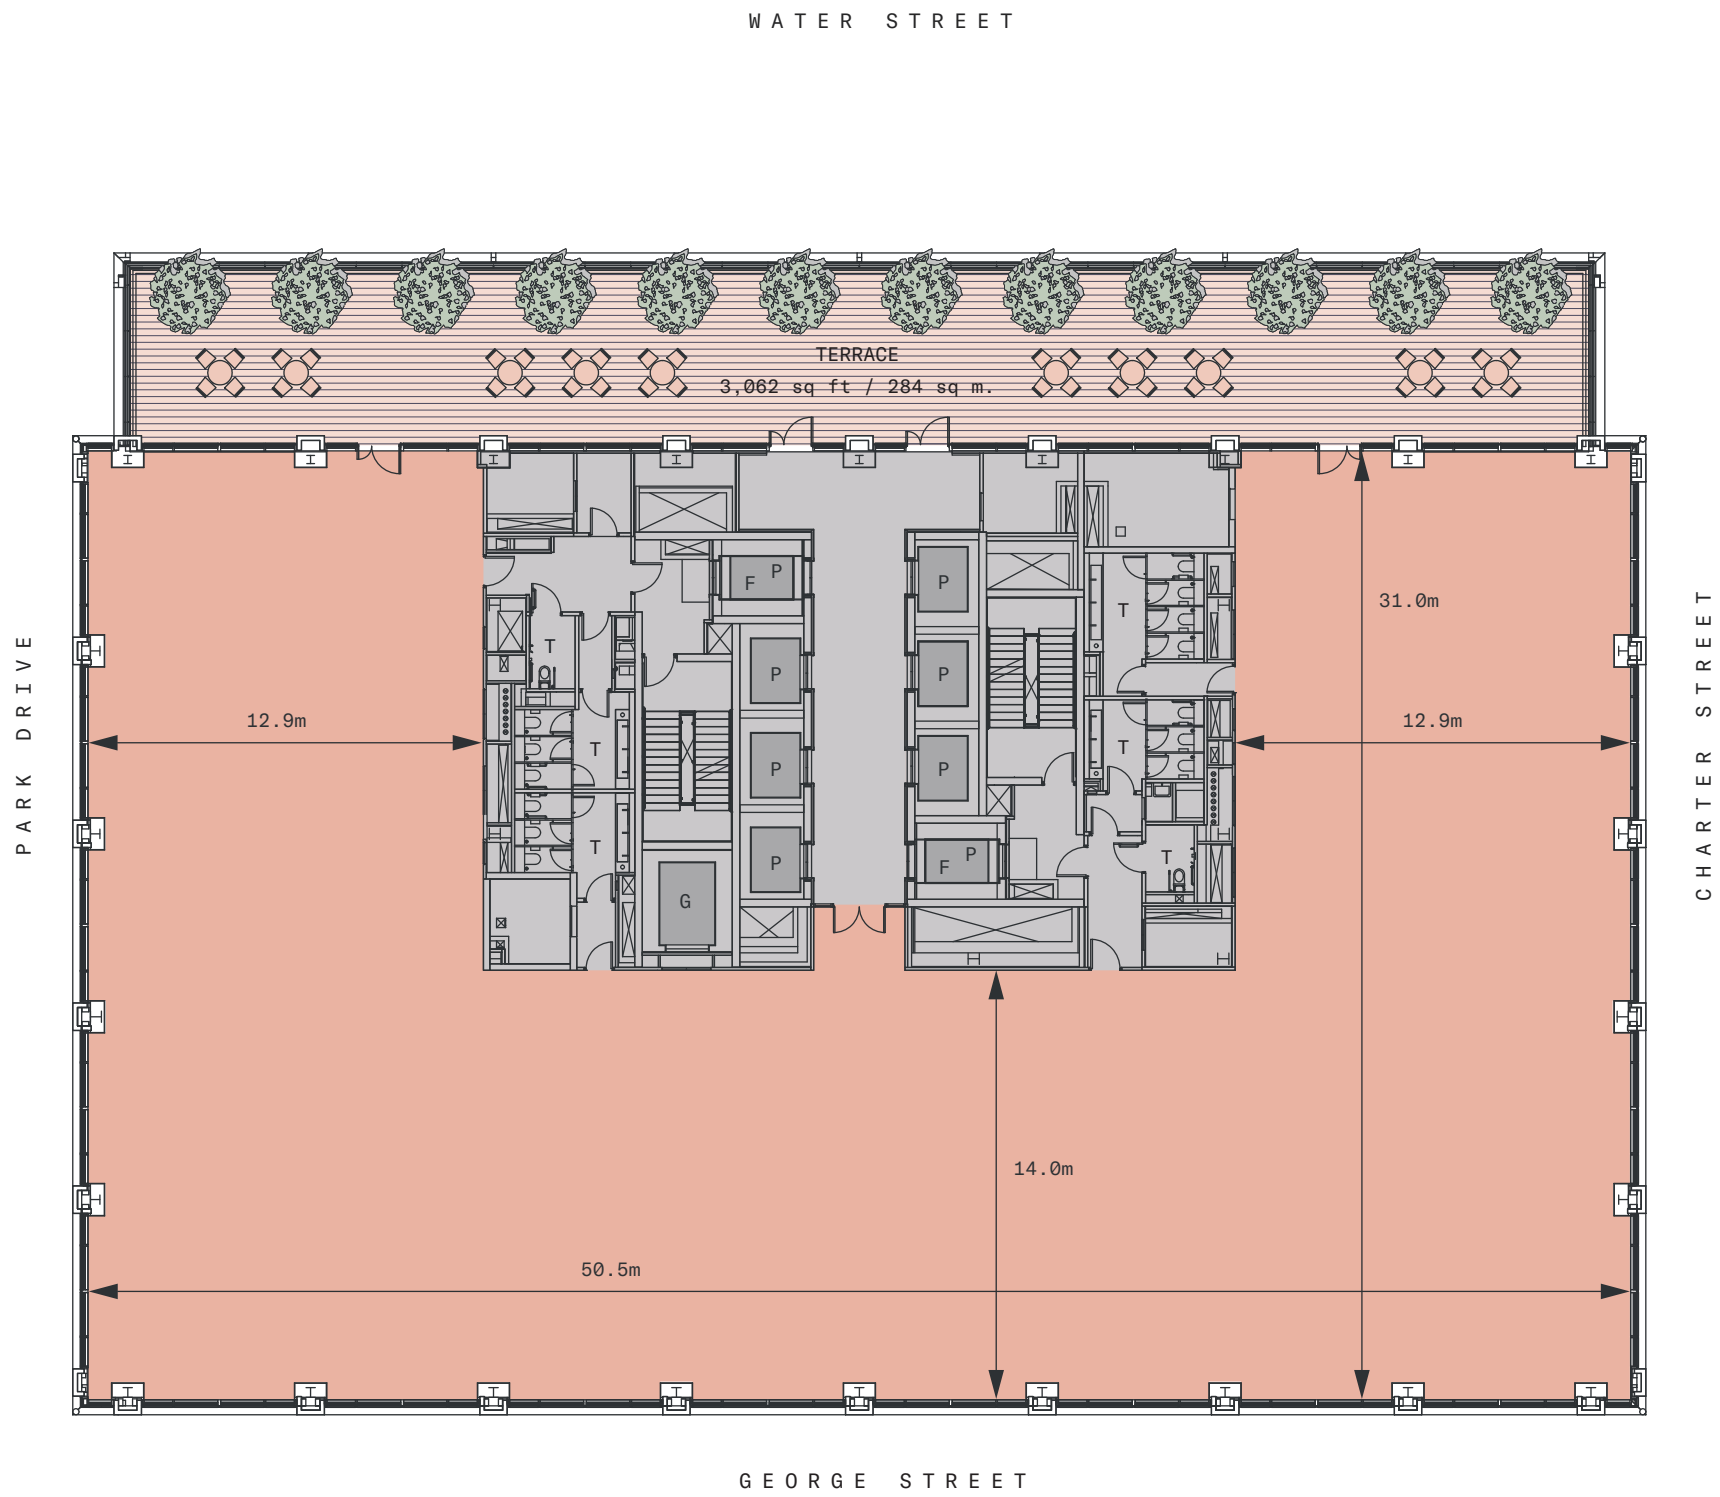 WATER STREET
TERRACE
3,062 sq ft / 284 sq m.
P
F
P
T
31.0m
T
P
P
PARK DRIVE
CHARTER STREET
12.9m
12.9m
T
T
P
P
T
P
F
P
T
G
14.0m
50.5m
GEORGE STREET